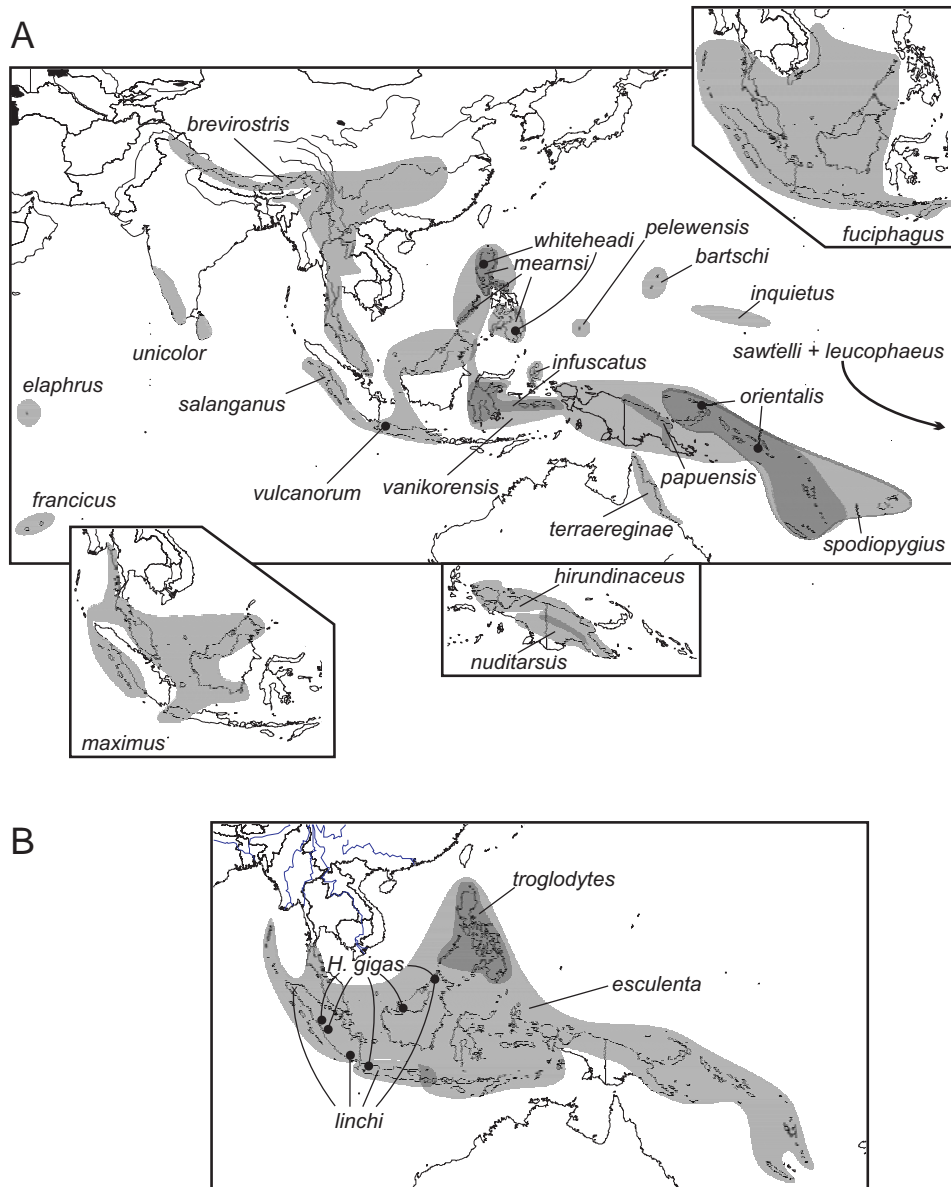 A
brevirostris
whiteheadi
mearnsi
pelewensis
bartschi
fuciphagus
inquietus
unicolor
infuscatus
sawtelli + leucophaeus
elaphrus
salanganus
orientalis
francicus
vulcanorum
vanikorensis
papuensis
terraereginae
spodiopygius
hirundinaceus
nuditarsus
maximus
B
troglodytes
H. gigas
esculenta
linchi